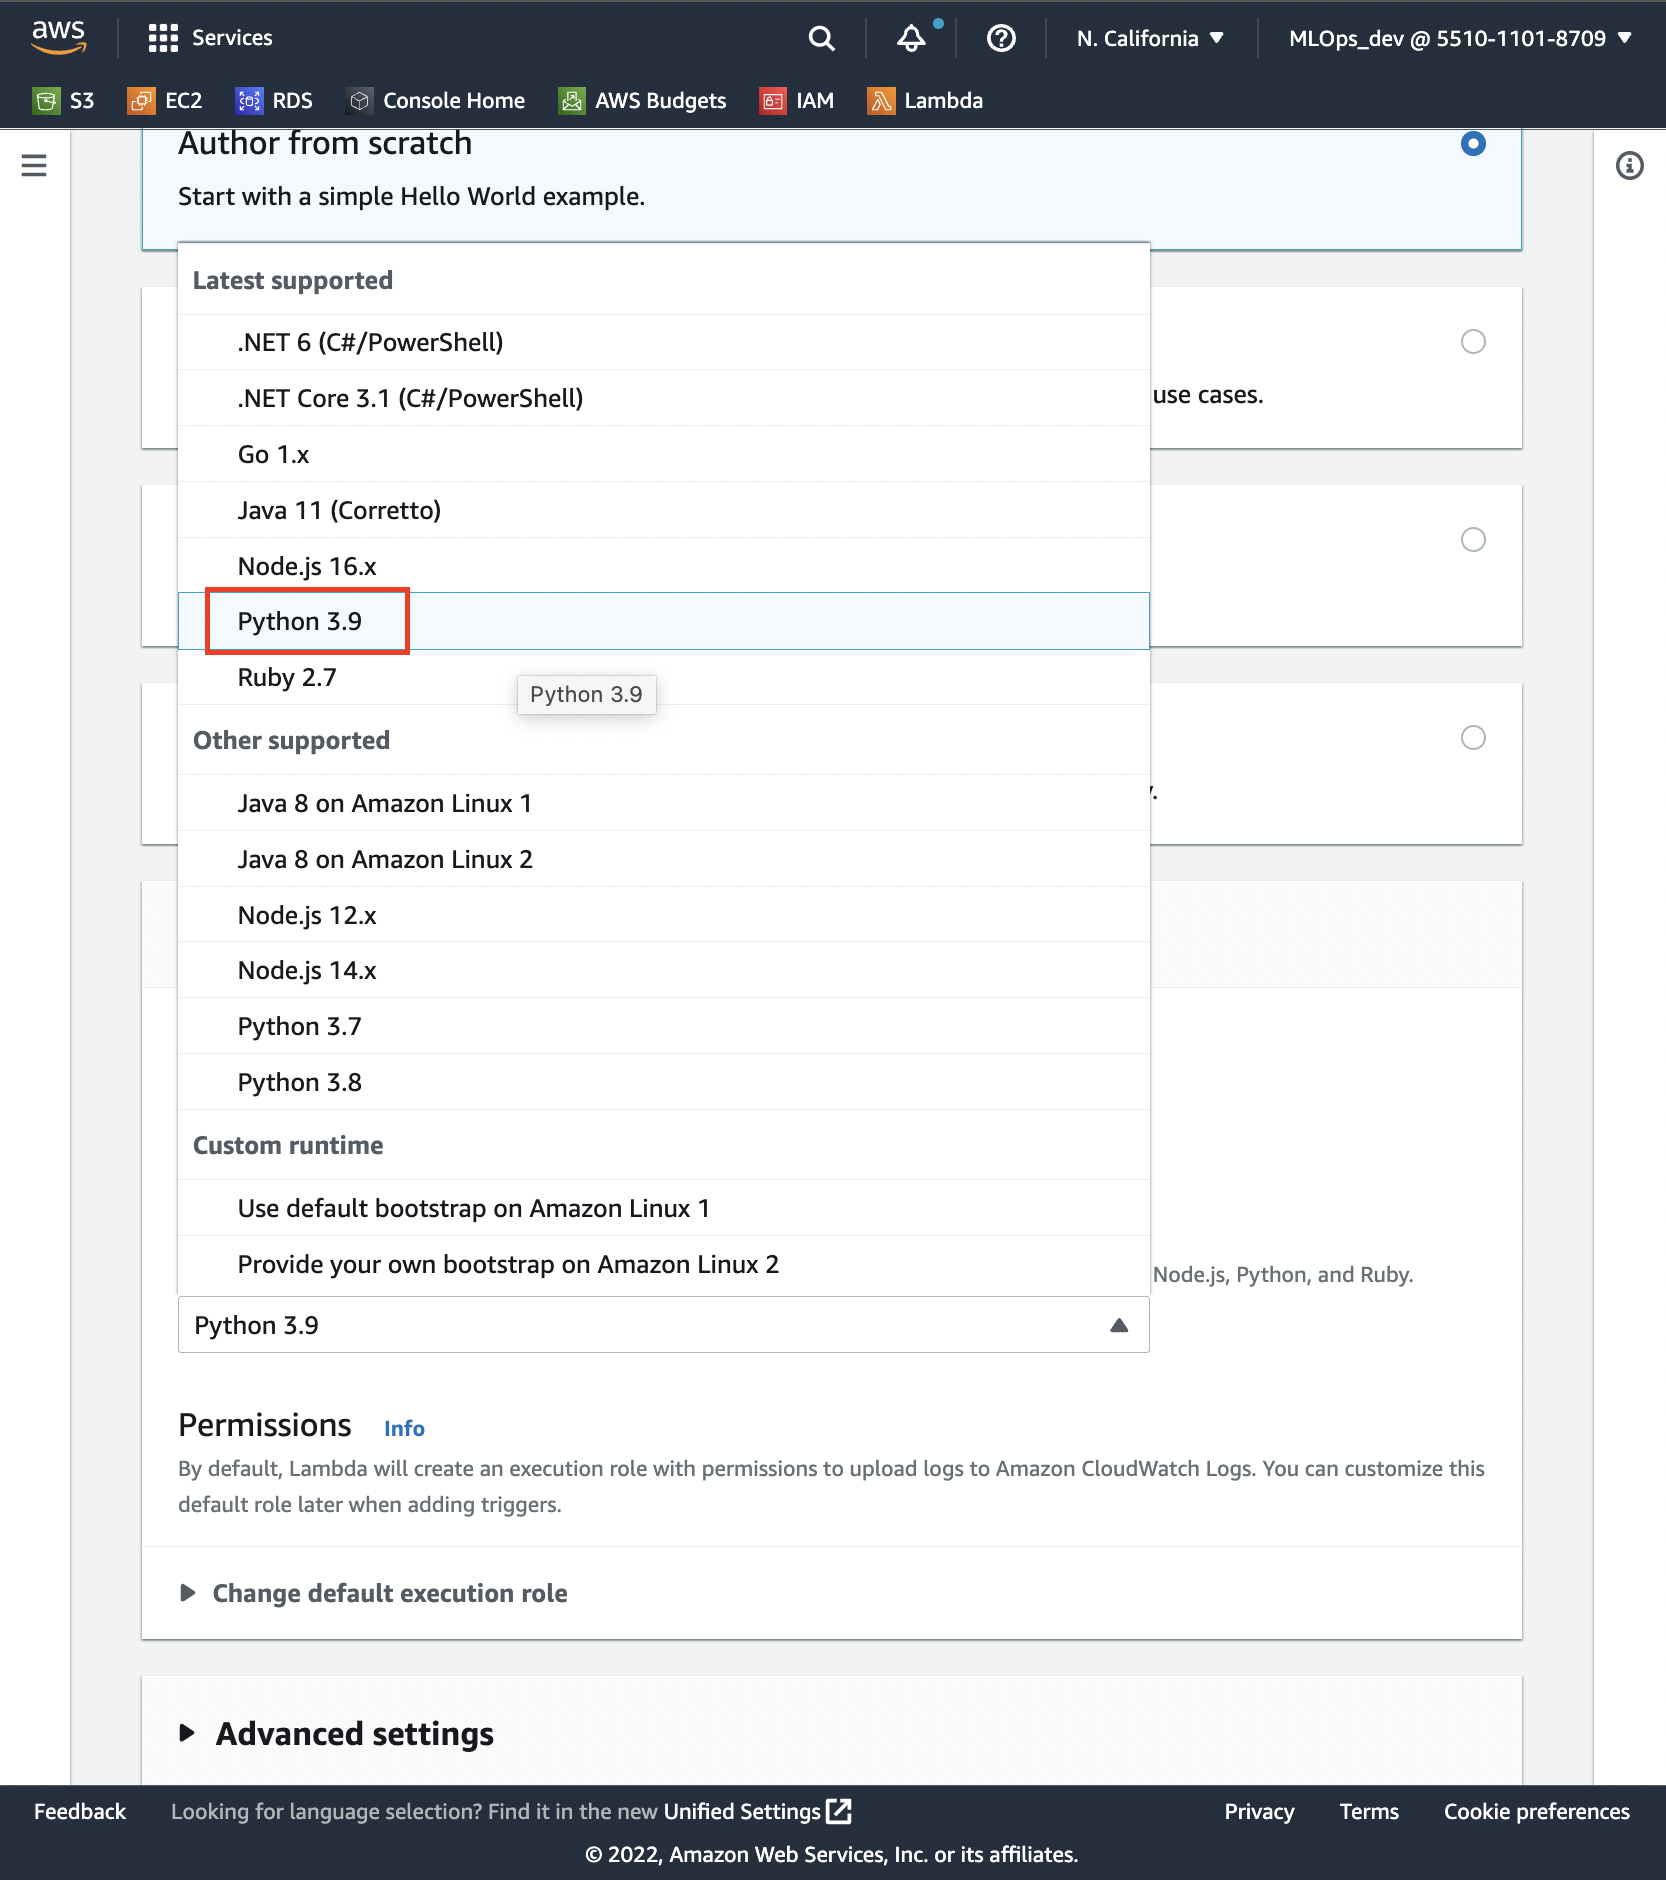 aws
Services
N. California
MLOps_dev @ 5510-1101-8709
S3
EC2
RDS
Console Home
AWS Budgets
IAM
Lambda
Author from scratch
Start with a simple Hello World example.
Latest supported
.NET 6 (C#/PowerShell)
.NET Core 3.1 (C#/PowerShell)
use cases.
Go 1.x
Java 11 (Corretto)
Node.js 16.x
Python 3.9
Ruby 2.7
Python 3.9
Other supported
Java 8 on Amazon Linux 1
Java 8 on Amazon Linux 2
Node.js 12.x
Node.js 14.x
Python 3.7
Python 3.8
Custom runtime
Use default bootstrap on Amazon Linux 1
Provide your own bootstrap on Amazon Linux 2
Node.js, Python, and Ruby.
Python 3.9
Permissions Info
By default, Lambda will create an execution role with permissions to upload logs to Amazon CloudWatch Logs. You can customize this
default role later when adding triggers.
Change default execution role
Advanced settings
Feedback
Looking for language selection? Find it in the new Unified Settings
Privacy
Terms
Cookie preferences
© 2022, Amazon Web Services, Inc. or its affiliates.